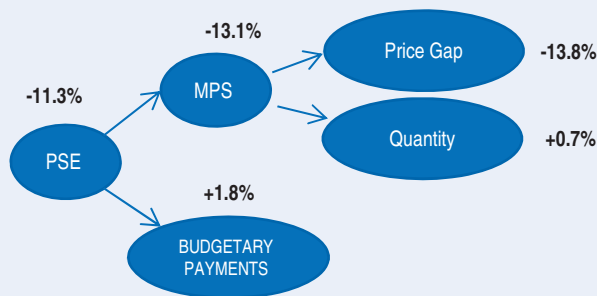 -13.1%
Price Gap
-13.8%
-11.3%
MPS
Quantity
+0.7%
PSE
+1.8%
BUDGETARY
PAYMENTS